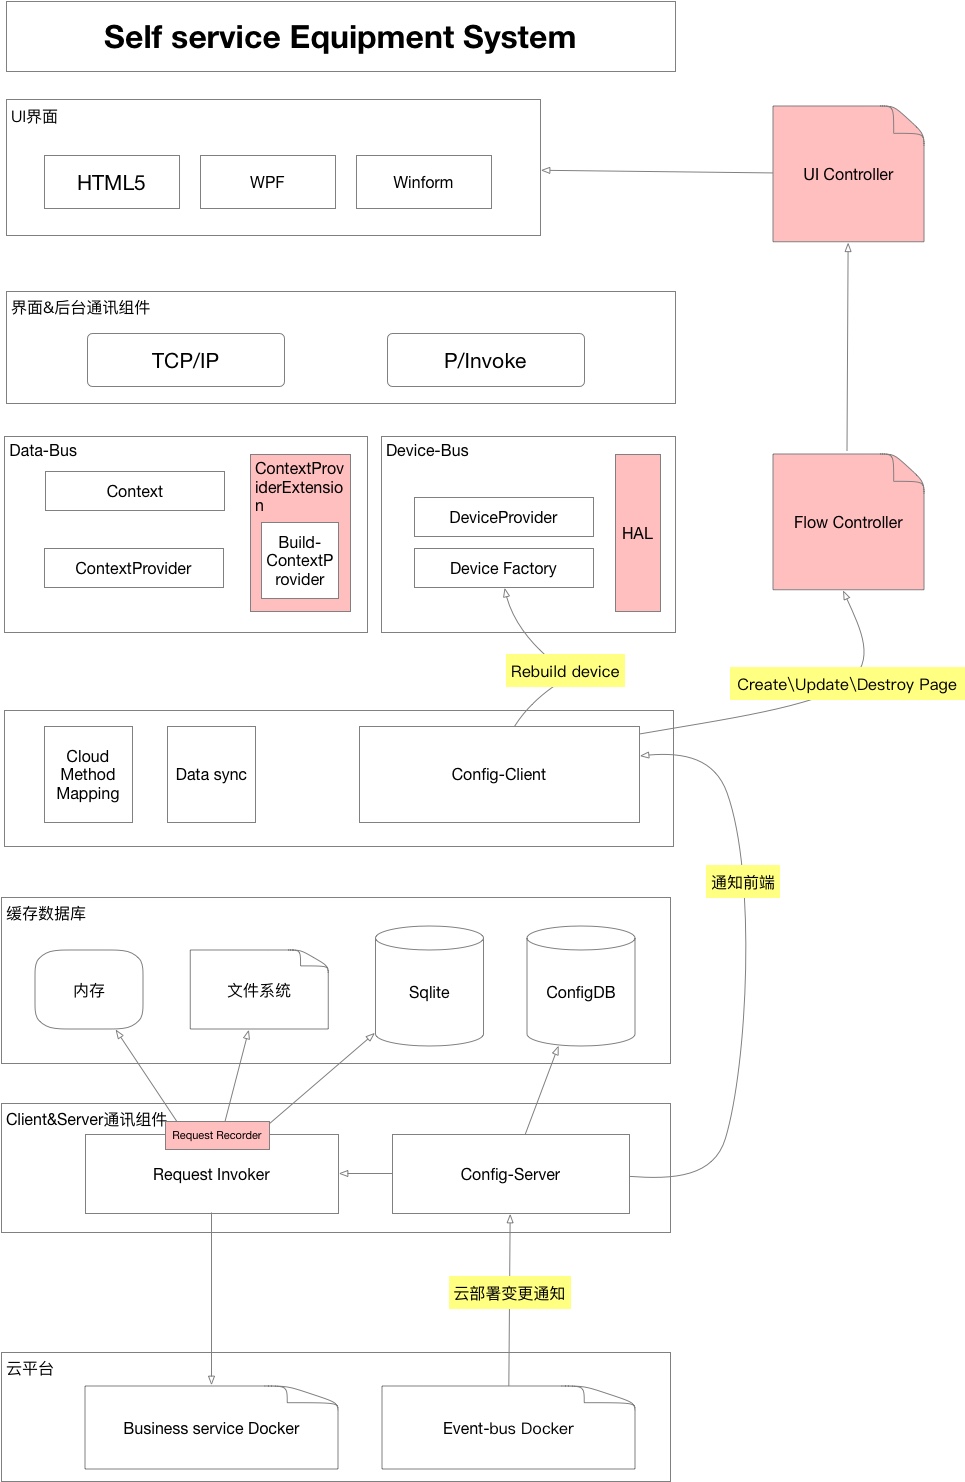 Self service Equipment System
UI界面
HTML5
WPF
Winform
UI Controller
界面&后台通讯组件
TCP/IP
P/Invoke
Data-Bus
Context
ContextProvider
ContextProv
iderExtensio
n
Build-
ContextP
rovider
Device-Bus
DeviceProvider
Device Factory
HAL
Flow Controller
Rebuild device
Create\Update\Destroy Page
Cloud
Method
Mapping
Data sync
Config-Client
通知前端
缓存数据库
内存
文件系统
Sqlite
ConfigDB
Client&Server通讯组件
Request Recorder
Request Invoker
Config-Server
云部署变更通知
云平台
Business service Docker
Event-bus Docker